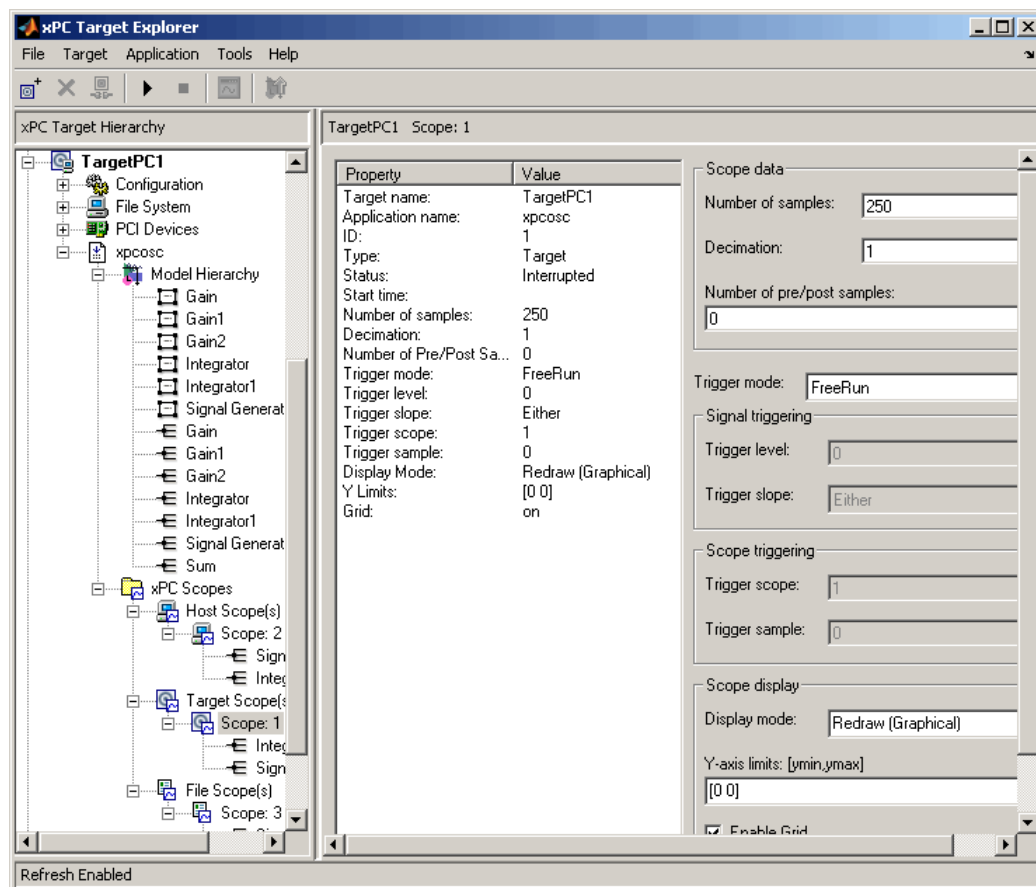 xPC Target Explorer
File Target Application Tools Help
xPC Target Hierarchy
TargetPC1
Configuration
File System
PCI Devices
xpcosc
Model Hierarchy
Gain
Gain1
Gain2
Integrator
Integrator1
Signal Generat
Gain
Gain1
Gain2
Integrator
Integrator1
Signal Generat
Sum
xPC Scopes
Host Scope(s)
Scope: 2
Sign
Integ
Target Scope(s
Scope: 1
Integ
Sign
File Scope(s)
Scope: 3
TargetPC1 Scope: 1
Property Value
Target name: TargetPC1
Application name: xpcosc
ID: 1
Type: Target
Status: Interrupted
Start time:
Number of samples: 250
Decimation: 1
Number of Pre/Post Sa... 0
Trigger mode: FreeRun
Trigger level: 0
Trigger slope: Either
Trigger scope: 1
Trigger sample: 0
Display Mode: Redraw (Graphical)
Y Limits: [0 0]
Grid: on
Scope data
Number of samples: 250
Decimation: 1
Number of pre/post samples:
0
Trigger mode: FreeRun
Signal triggering
Trigger level: 0
Trigger slope: Either
Scope triggering
Trigger scope: 1
Trigger sample: 0
Scope display
Display mode: Redraw (Graphical)
Y-axis limits: [ymin,ymax]
[0 0]
Enable Grid
Refresh Enabled